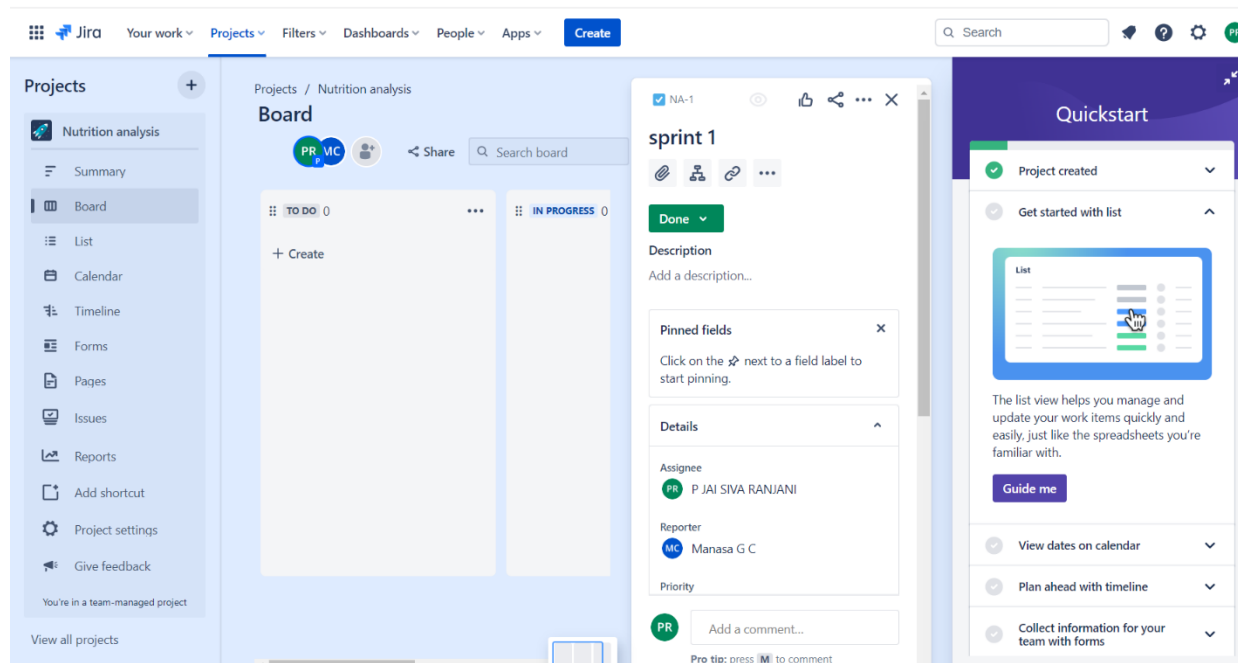 Jira Your work Projects Filters Dashboards People Apps Create Search PR
Projects +
Nutrition analysis
Summary
Board
List
Calendar
Timeline
Forms
Pages
Issues
Reports
Add shortcut
Project settings
Give feedback
You're in a team-managed project
View all projects
Projects / Nutrition analysis
Board
PR P MC Share Search board
TO DO 0
+ Create
IN PROGRESS 0
NA-1
sprint 1
Done
Description
Add a description...
Pinned fields
Click on the next to a field label to
start pinning.
Details
Assignee
PR P JAI SIVA RANJANI
Reporter
MC Manasa G C
Priority
PR Add a comment...
Pro tip: press M to comment
Quickstart
Project created
Get started with list
List
The list view helps you manage and
update your work items quickly and
easily, just like the spreadsheets you're
familiar with.
Guide me
View dates on calendar
Plan ahead with timeline
Collect information for your
team with forms